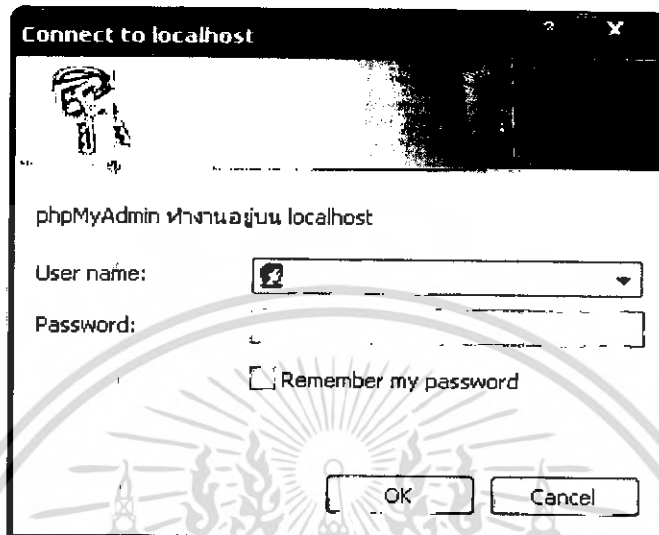 Connect to localhost
phpMyAdmin ทำงานอยู่บน localhost
User name:
Password:
Remember my password
OK Cancel